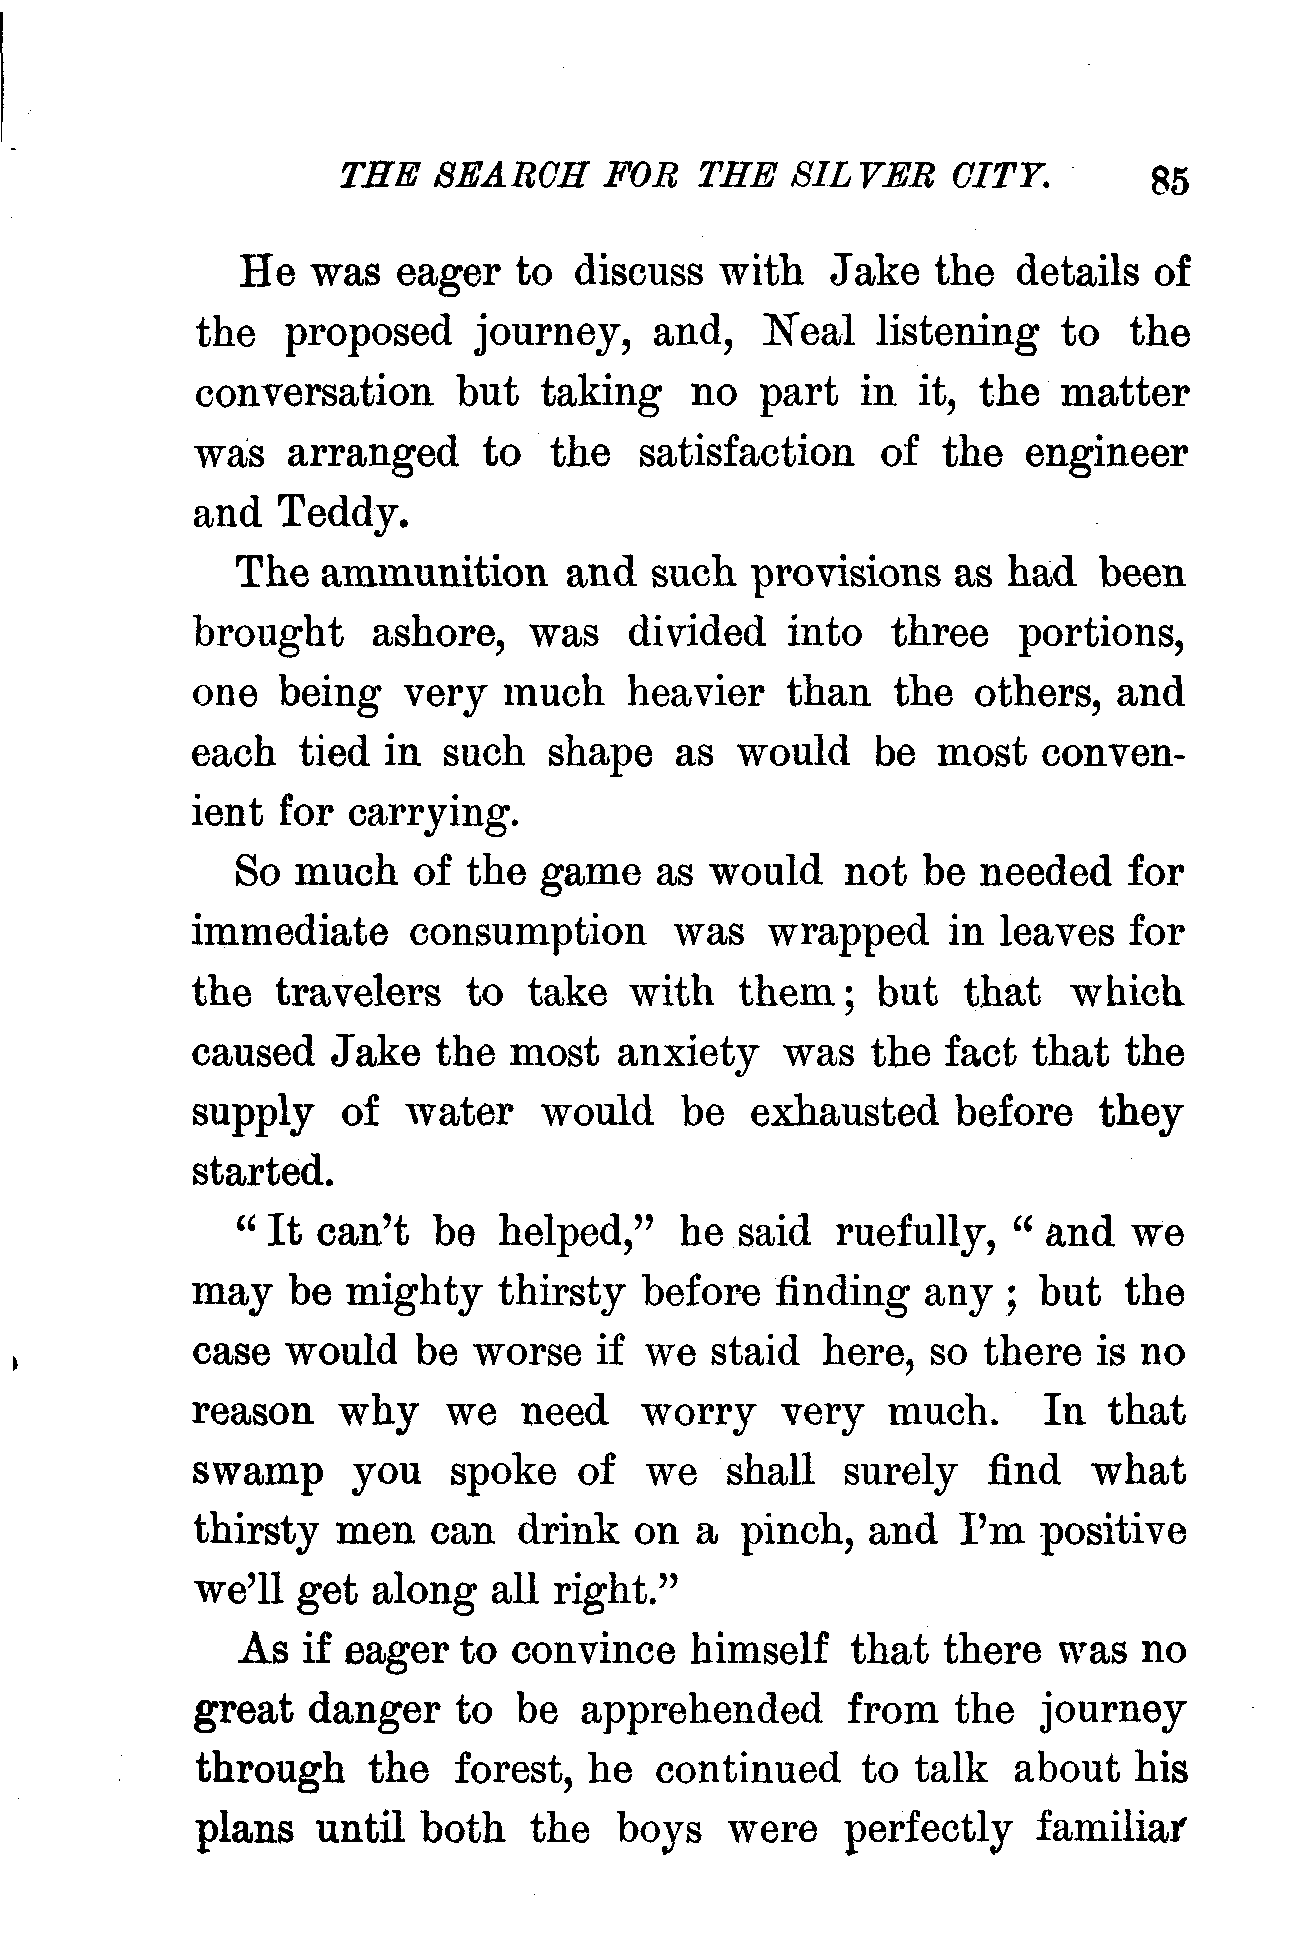 THE SEARCH FOR THE SILVER CITY. 85
He was eager to discuss with Jake the details of
the proposed journey, and, Neal listening to the
conversation but taking no part in it, the matter
was arranged to the satisfaction of the engineer
and Teddy.
The ammunition and such provisions as had been
brought ashore, was divided into three portions,
one being very much heavier than the others, and
each tied in such shape as would be most conven-
ient for carrying.
So much of the game as would not be needed for
immediate consumption was wrapped in leaves for
the travelers to take with them; but that which
caused Jake the most anxiety was the fact that the
supply of water would be exhausted before they
started.
“It can’t be helped,” he said ruefully, “and we
may be mighty thirsty before finding any; but the
case would be worse if we staid here, so there is no
reason why we need worry very much. In that
swamp you spoke of we shall surely find what
thirsty men can drink on a pinch, and I’m positive
we’ll get along all right.”
As if eager to convince himself that there was no
great danger to be apprehended from the journey
through the forest, he continued to talk about his
plans until both the boys were perfectly familiar